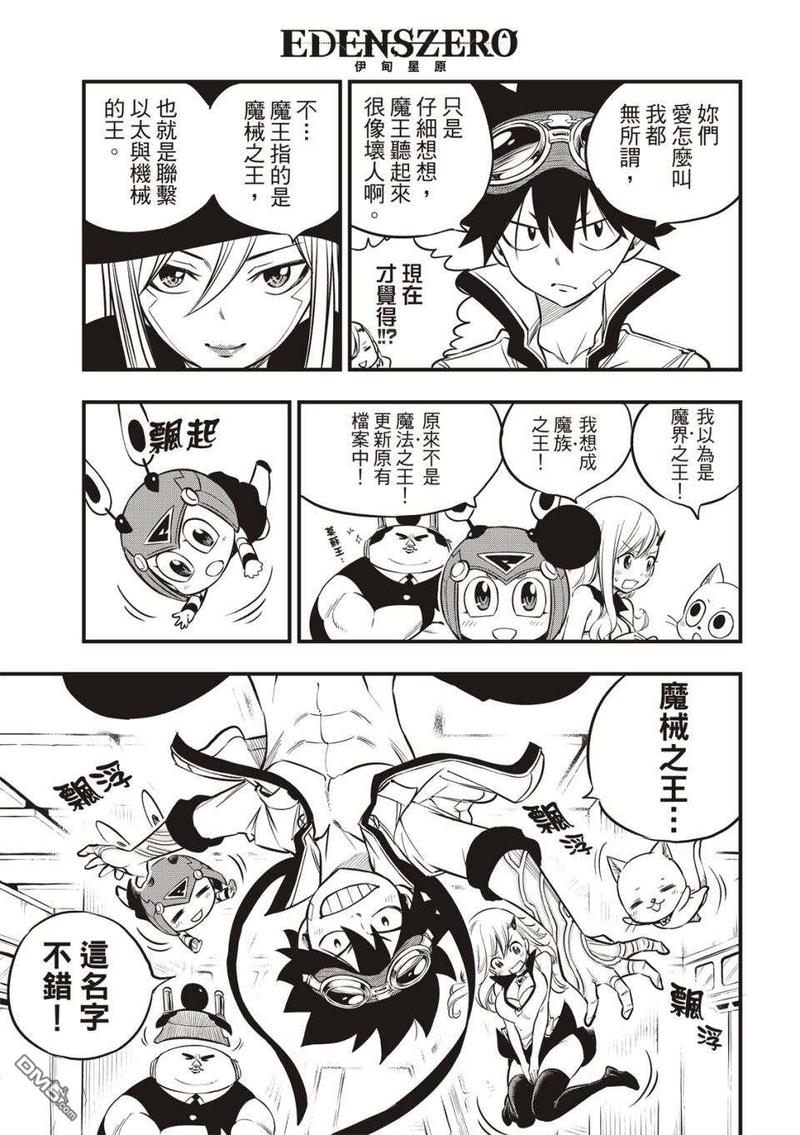 EDENSZERO
伊甸星原
妳們
愛怎麼叫
我都
無所謂，
只是
仔細想想，
魔王聽起來
很像壞人啊。
現在
才覺得!!?
不…
魔王指的是
魔械之王，
也就是聯繫
以太與機械
的王。
我以為是
魔界之王！
我想成
魔族
之王！
原來不是
魔法之王！
更新原有
檔案中！
飄起
魔械之王…
飄浮
飄浮
飄浮
這名字
不錯！